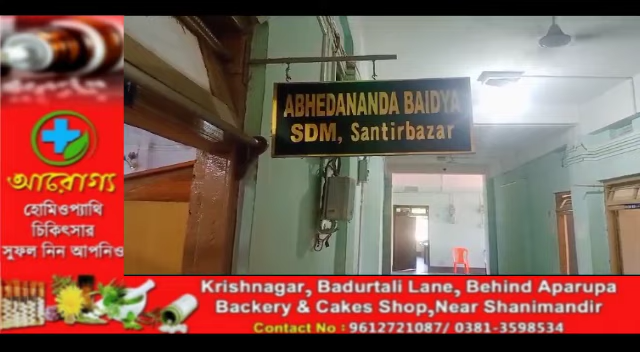 ABHEDANANDA BAIDYA
SDM, Santirbazar
আরোগ্য
হোমিওপ্যাথি
চিকিৎসার
সুফল নিন আপনিও
Krishnagar, Badurtali Lane, Behind Aparupa
Backery & Cakes Shop,Near Shanimandir
Contact No : 9612721087/ 0381-3598534